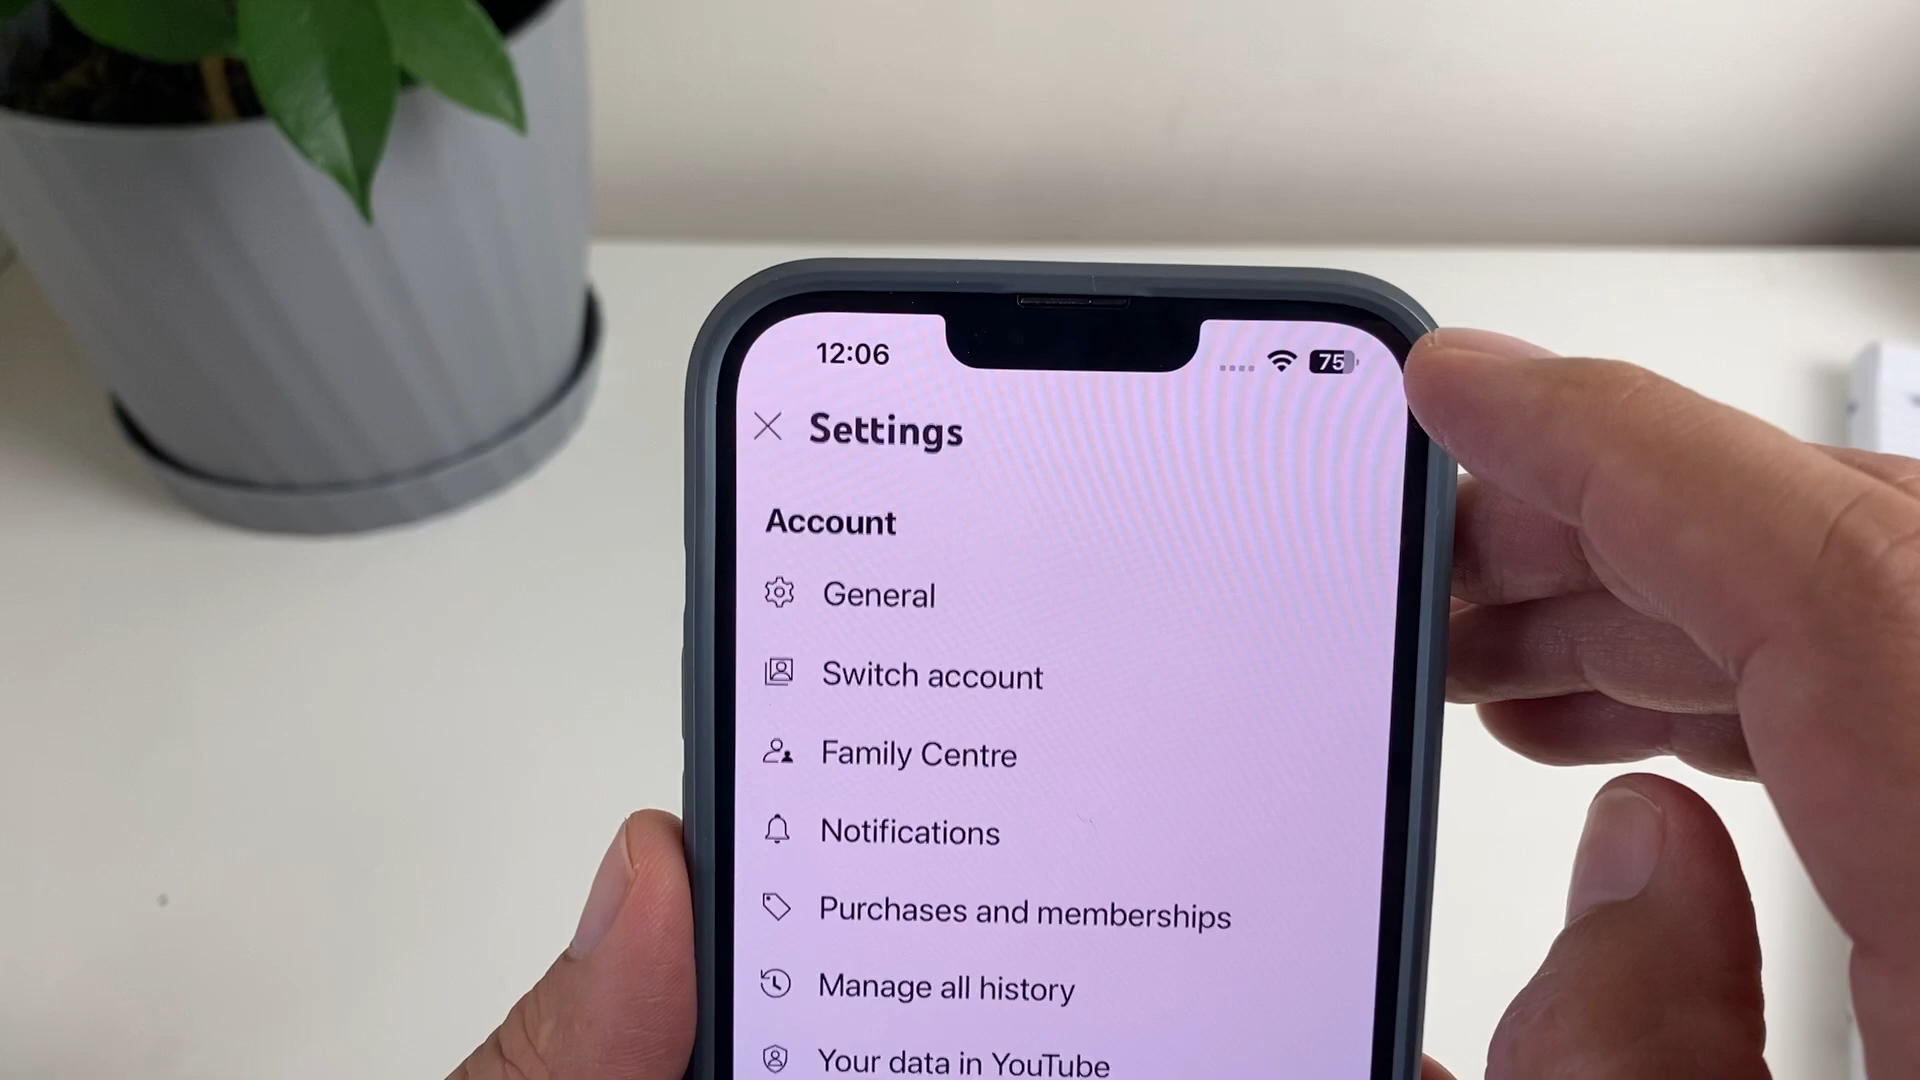 12:06
75
Settings
Account
General
Switch account
Family Centre
Notifications
Purchases and memberships
Manage all history
Your data in YouTube